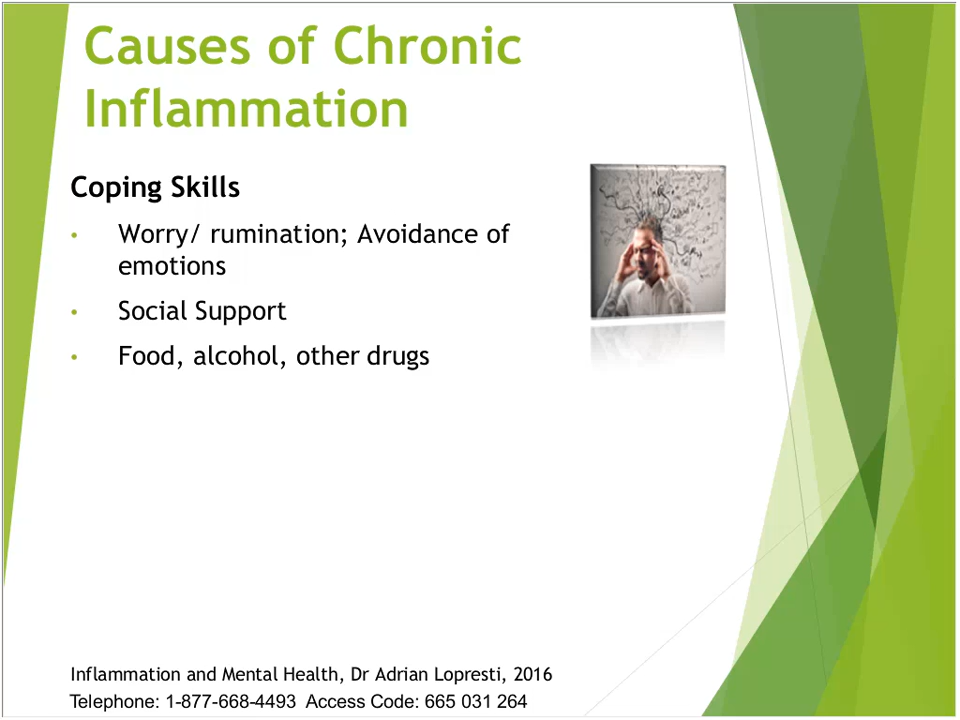 Causes of Chronic
Inflammation
Coping Skills
• Worry/ rumination; Avoidance of
emotions
• Social Support
• Food, alcohol, other drugs
Inflammation and Mental Health, Dr Adrian Lopresti, 2016
Telephone: 1-877-668-4493 Access Code: 665 031 264